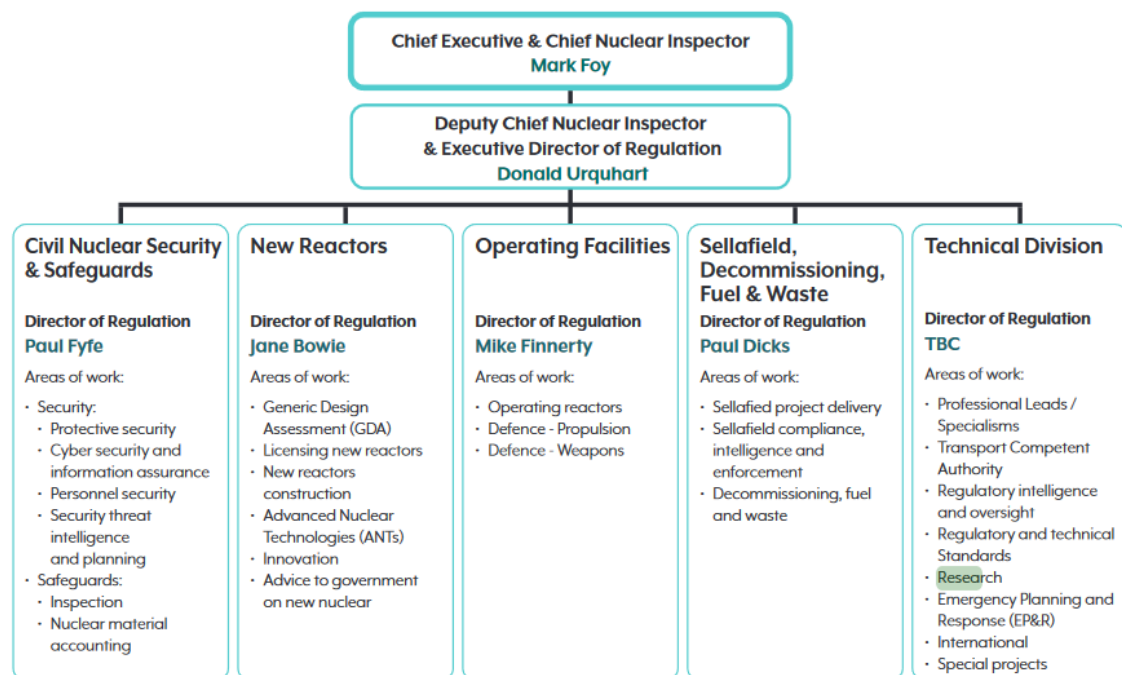 Chief Executive & Chief Nuclear Inspector
Mark Foy
Deputy Chief Nuclear Inspector
& Executive Director of Regulation
Donald Urquhart
Civil Nuclear Security
& Safeguards
Director of Regulation
Paul Fyfe
Areas of work:
· Security:
· Protective security
· Cyber security and
information assurance
· Personnel security
· Security threat
intelligence
and planning
· Safeguards:
· Inspection
· Nuclear material
accounting
New Reactors
Director of Regulation
Jane Bowie
Areas of work:
· Generic Design
Assessment (GDA)
· Licensing new reactors
· New reactors
construction
· Advanced Nuclear
Technologies (ANTs)
· Innovation
· Advice to government
on new nuclear
Operating Facilities
Director of Regulation
Mike Finnerty
Areas of work:
· Operating reactors
· Defence - Propulsion
· Defence - Weapons
Sellafield,
Decommissioning,
Fuel & Waste
Director of Regulation
Paul Dicks
Areas of work:
· Sellafied project delivery
· Sellafield compliance,
intelligence and
enforcement
· Decommissioning, fuel
and waste
Technical Division
Director of Regulation
TBC
Areas of work:
· Professional Leads /
Specialisms
· Transport Competent
Authority
· Regulatory intelligence
and oversight
· Regulatory and technical
Standards
· Research
· Emergency Planning and
Response (EP&R)
· International
· Special projects